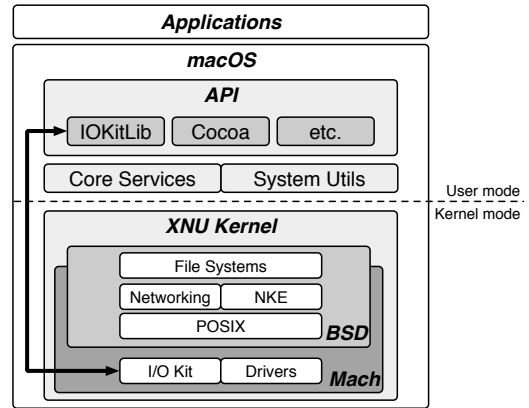 Applications
macOS
API
IOKitLib Cocoa etc.
Core Services System Utils
User mode
Kernel mode
XNU Kernel
File Systems
Networking NKE
POSIX
BSD
I/O Kit Drivers
Mach